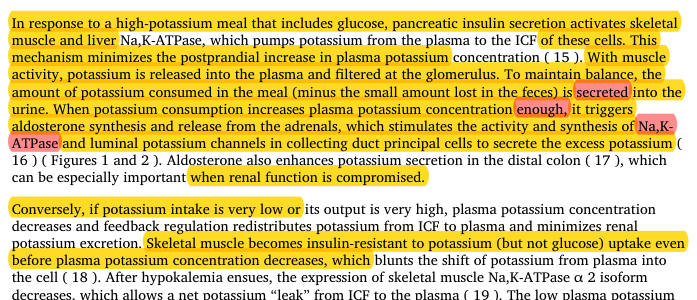 In response to a high-potassium meal that includes glucose, pancreatic insulin secretion activates skeletal
muscle and liver Na,K-ATPase, which pumps potassium from the plasma to the ICF of these cells. This
mechanism minimizes the postprandial increase in plasma potassium concentration ( 15 ). With muscle
activity, potassium is released into the plasma and filtered at the glomerulus. To maintain balance, the
amount of potassium consumed in the meal (minus the small amount lost in the feces) is secreted into the
urine. When potassium consumption increases plasma potassium concentration enough, it triggers
aldosterone synthesis and release from the adrenals, which stimulates the activity and synthesis of Na,K-
ATPase and luminal potassium channels in collecting duct principal cells to secrete the excess potassium (
16 ) ( Figures 1 and 2 ). Aldosterone also enhances potassium secretion in the distal colon ( 17 ), which
can be especially important when renal function is compromised.
Conversely, if potassium intake is very low or its output is very high, plasma potassium concentration
decreases and feedback regulation redistributes potassium from ICF to plasma and minimizes renal
potassium excretion. Skeletal muscle becomes insulin-resistant to potassium (but not glucose) uptake even
before plasma potassium concentration decreases, which blunts the shift of potassium from plasma into
the cell ( 18 ). After hypokalemia ensues, the expression of skeletal muscle Na,K-ATPase α 2 isoform
decreases, which allows a net potassium “leak” from ICF to the plasma ( 19 ). The low plasma potassium